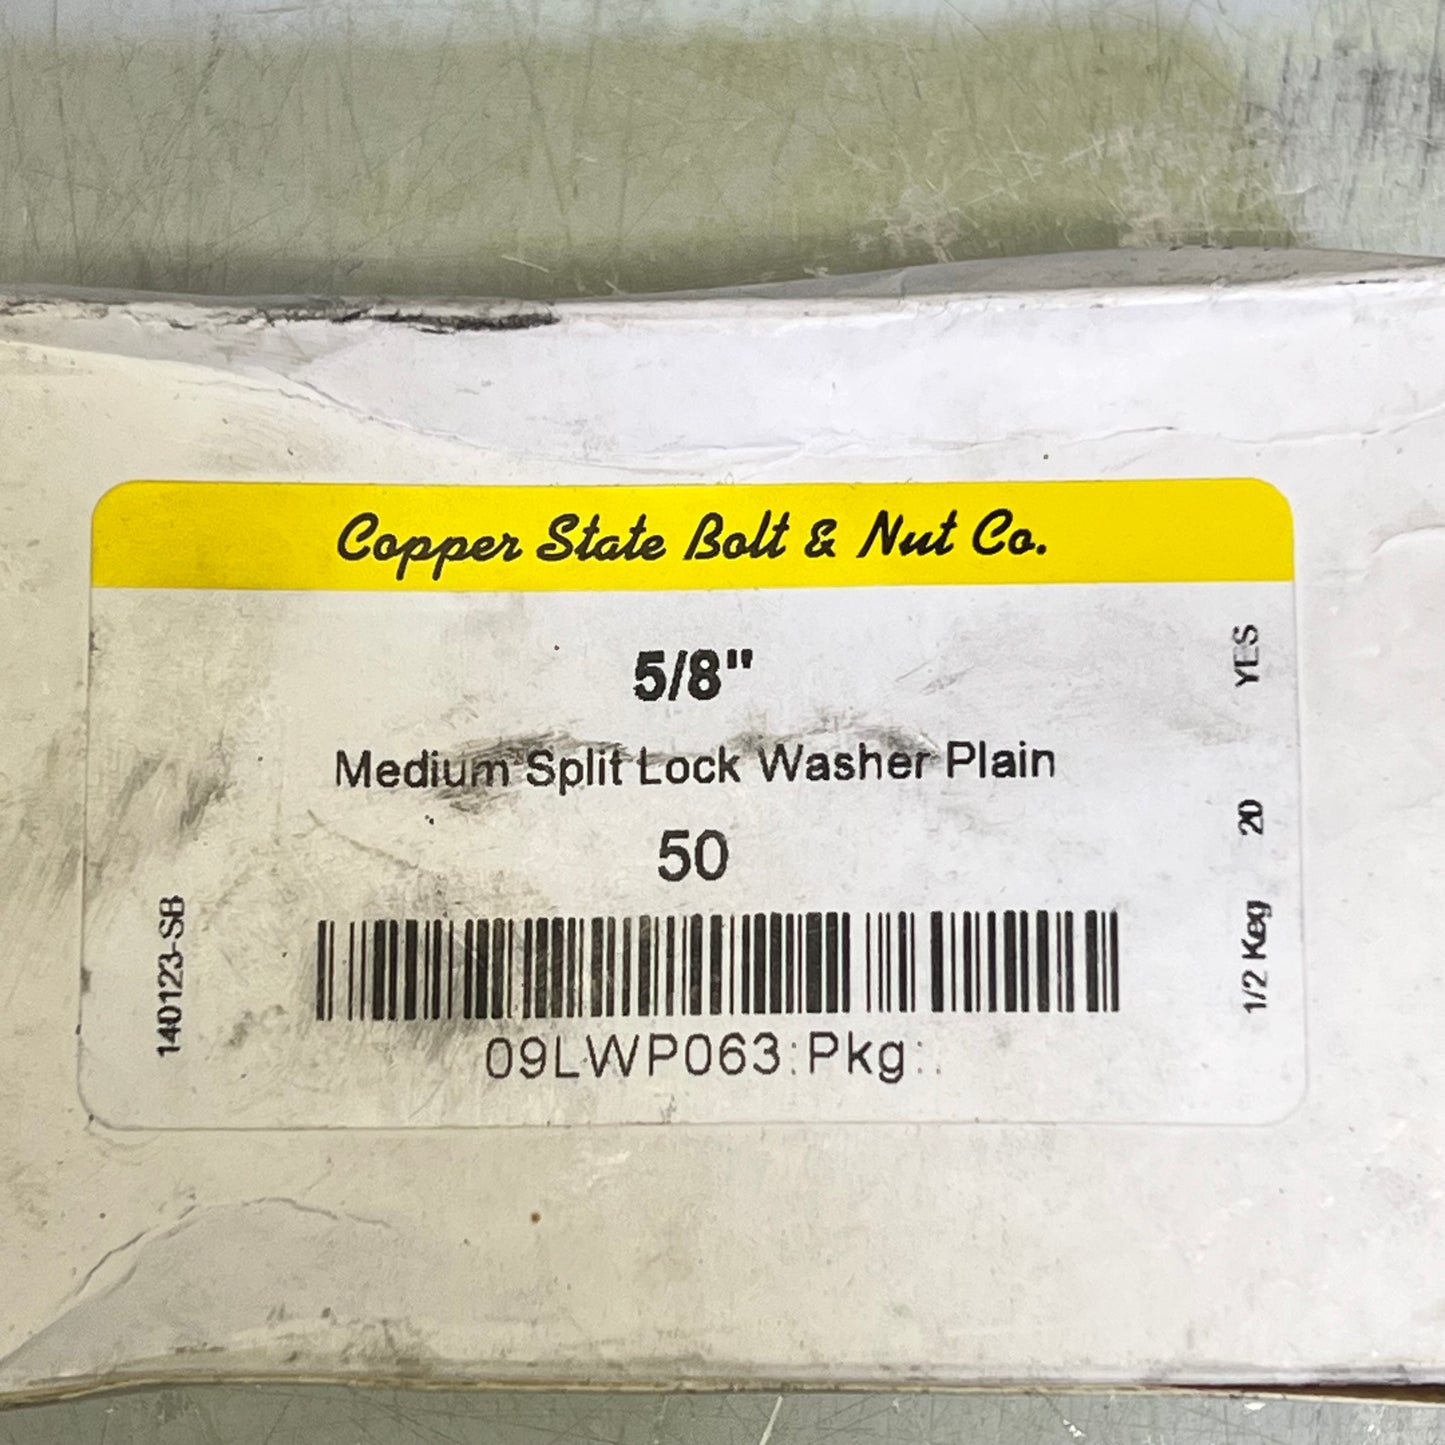 Copper State Bolt & Nut Co.
5/8"
Medium Split Lock Washer Plain
50
09LWP063:Pkg::
140123-SB
1/2 Keg 20 YES